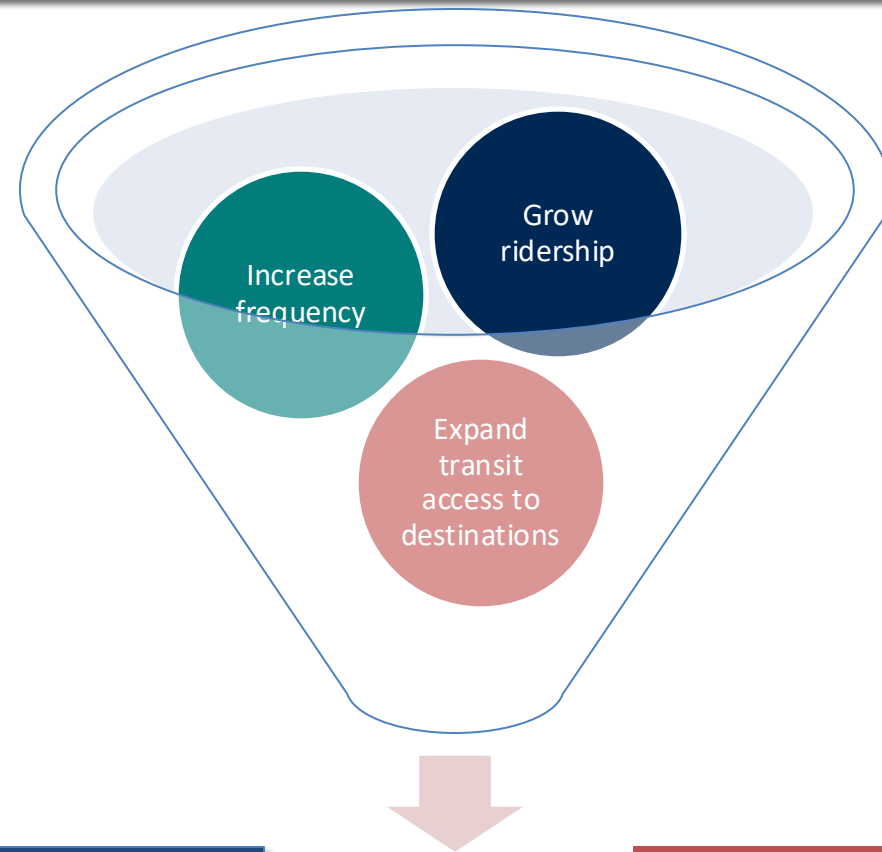 Grow
ridership
Increase
frequency
Expand
transit
access to
destinations